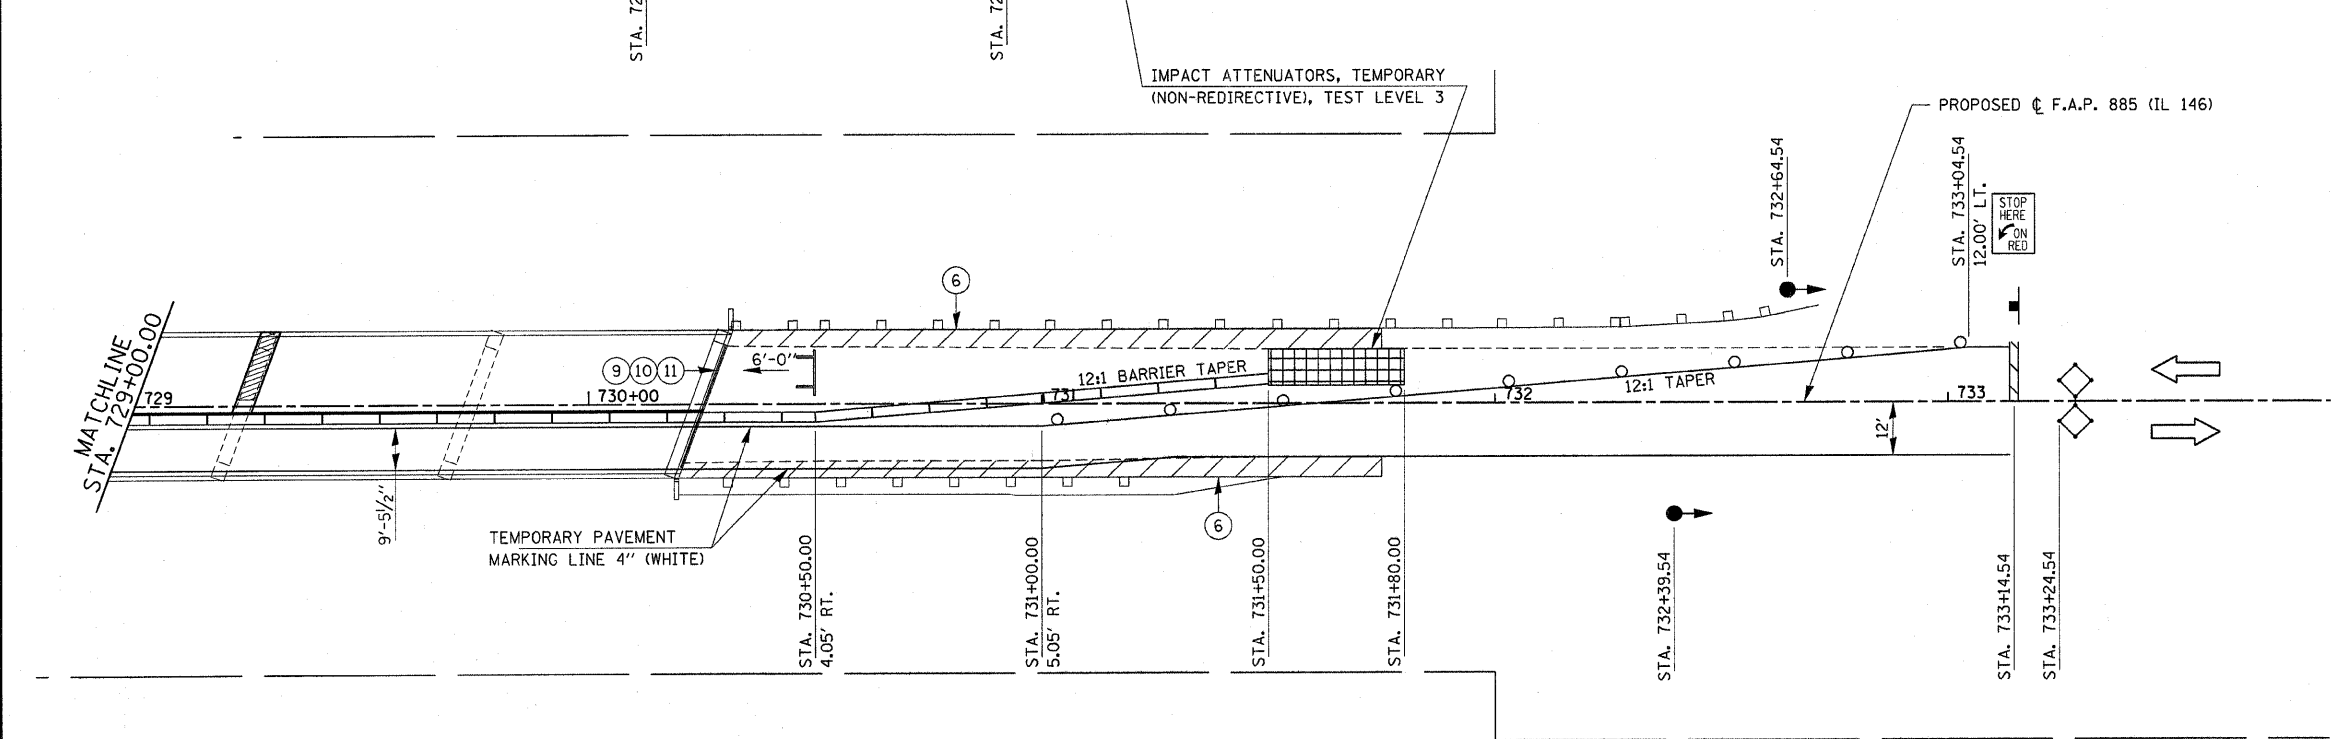 STA. 72
STA. 72
IMPACT ATTENUATORS, TEMPORARY
(NON-REDIRECTIVE), TEST LEVEL 3
PROPOSED ℄ F.A.P. 885 (IL 146)
STA. 732+64.54
STA. 733+04.54
12.00' LT.
STOP
HERE
ON
RED
6
MATCHLINE
STA. 729+00.00
9 10 11
6'-0"
12:1 BARRIER TAPER
12:1 TAPER
729
730+00
731
732
733
12'
9'-5 1/2"
6
TEMPORARY PAVEMENT
MARKING LINE 4" (WHITE)
STA. 730+50.00
4.05' RT.
STA. 731+00.00
5.05' RT.
STA. 731+50.00
STA. 731+80.00
STA. 732+39.54
STA. 733+14.54
STA. 733+24.54